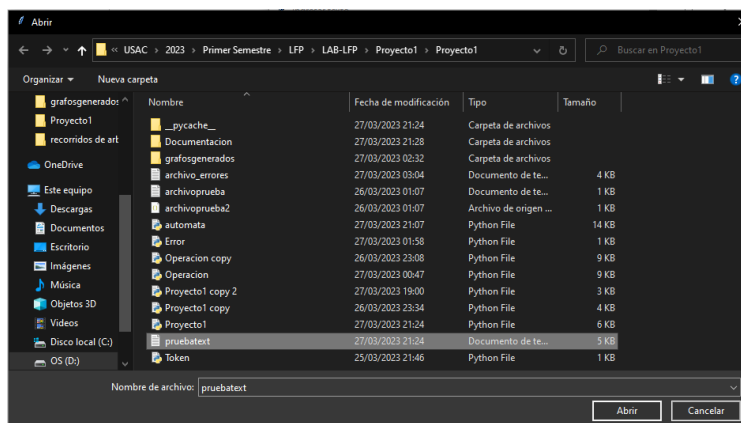 Abrir
« USAC > 2023 > Primer Semestre > LFP > LAB-LFP > Proyecto1 > Proyecto1
Buscar en Proyecto1
Organizar Nueva carpeta
Nombre Fecha de modificación Tipo Tamaño
grafosgenerados
Proyecto1
recorridos de art
OneDrive
Este equipo
Descargas
Documentos
Escritorio
Imágenes
Música
Objetos 3D
Videos
Disco local (C:)
OS (D:)
__pycache__ 27/03/2023 21:24 Carpeta de archivos
Documentacion 27/03/2023 21:28 Carpeta de archivos
grafosgenerados 27/03/2023 02:32 Carpeta de archivos
archivo_errores 27/03/2023 03:04 Documento de te... 4 KB
archivoprueba 26/03/2023 01:07 Documento de te... 1 KB
archivoprueba2 26/03/2023 01:07 Archivo de origen ... 1 KB
automata 27/03/2023 21:07 Python File 14 KB
Error 27/03/2023 01:58 Python File 1 KB
Operacion copy 26/03/2023 23:08 Python File 9 KB
Operacion 27/03/2023 00:47 Python File 9 KB
Proyecto1 copy 2 27/03/2023 19:00 Python File 3 KB
Proyecto1 copy 26/03/2023 23:34 Python File 4 KB
Proyecto1 27/03/2023 21:24 Python File 6 KB
pruebatext 27/03/2023 21:24 Documento de te... 5 KB
Token 25/03/2023 21:46 Python File 1 KB
Nombre de archivo: pruebatext
Abrir Cancelar